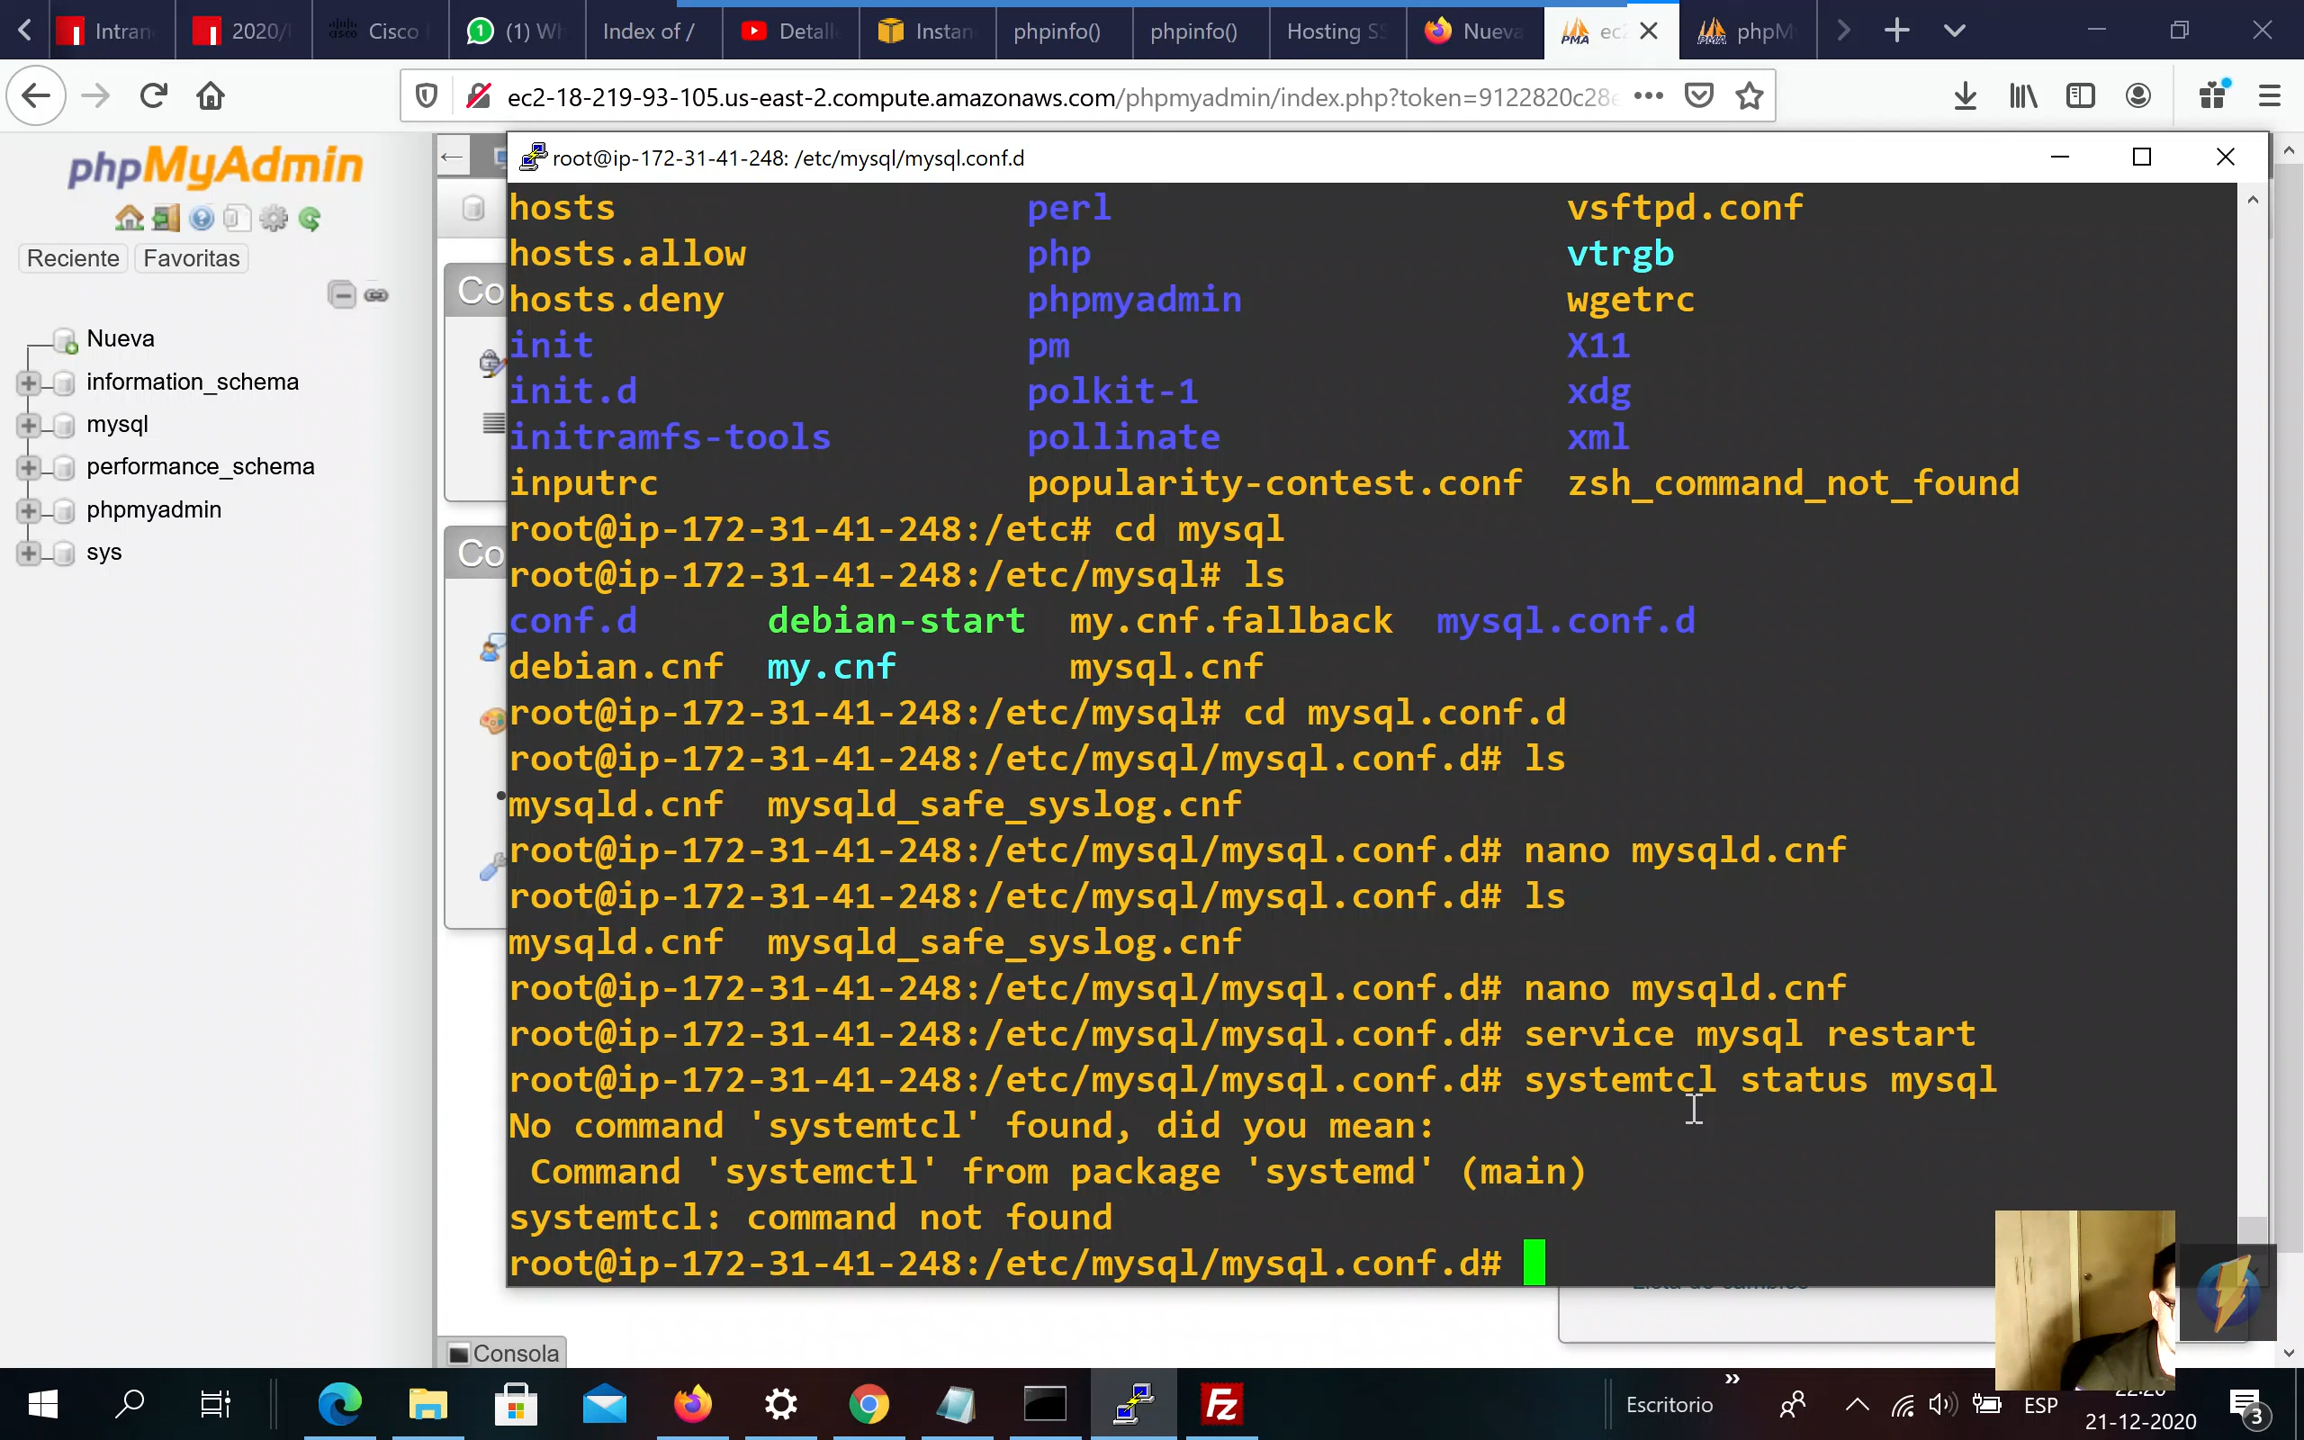 Intran
2020/
cisco Cisco
(1) Wh
Index of /
Detalle
Instan
phpinfo()
phpinfo()
Hosting SS
Nueva
PMA ec2
PMA phpM
ec2-18-219-93-105.us-east-2.compute.amazonaws.com/phpmyadmin/index.php?token=9122820c28e
phpMyAdmin
Reciente Favoritas
Nueva
information_schema
mysql
performance_schema
phpmyadmin
sys
Co
Co
root@ip-172-31-41-248: /etc/mysql/mysql.conf.d
hosts perl vsftpd.conf
hosts.allow php vtrgb
hosts.deny phpmyadmin wgetrc
init pm X11
init.d polkit-1 xdg
initramfs-tools pollinate xml
inputrc popularity-contest.conf zsh_command_not_found
root@ip-172-31-41-248:/etc# cd mysql
root@ip-172-31-41-248:/etc/mysql# ls
conf.d debian-start my.cnf.fallback mysql.conf.d
debian.cnf my.cnf mysql.cnf
root@ip-172-31-41-248:/etc/mysql# cd mysql.conf.d
root@ip-172-31-41-248:/etc/mysql/mysql.conf.d# ls
mysqld.cnf mysqld_safe_syslog.cnf
root@ip-172-31-41-248:/etc/mysql/mysql.conf.d# nano mysqld.cnf
root@ip-172-31-41-248:/etc/mysql/mysql.conf.d# ls
mysqld.cnf mysqld_safe_syslog.cnf
root@ip-172-31-41-248:/etc/mysql/mysql.conf.d# nano mysqld.cnf
root@ip-172-31-41-248:/etc/mysql/mysql.conf.d# service mysql restart
root@ip-172-31-41-248:/etc/mysql/mysql.conf.d# systemtcl status mysql
No command 'systemtcl' found, did you mean:
 Command 'systemctl' from package 'systemd' (main)
systemtcl: command not found
root@ip-172-31-41-248:/etc/mysql/mysql.conf.d#
Consola
Escritorio
ESP
21-12-2020
3